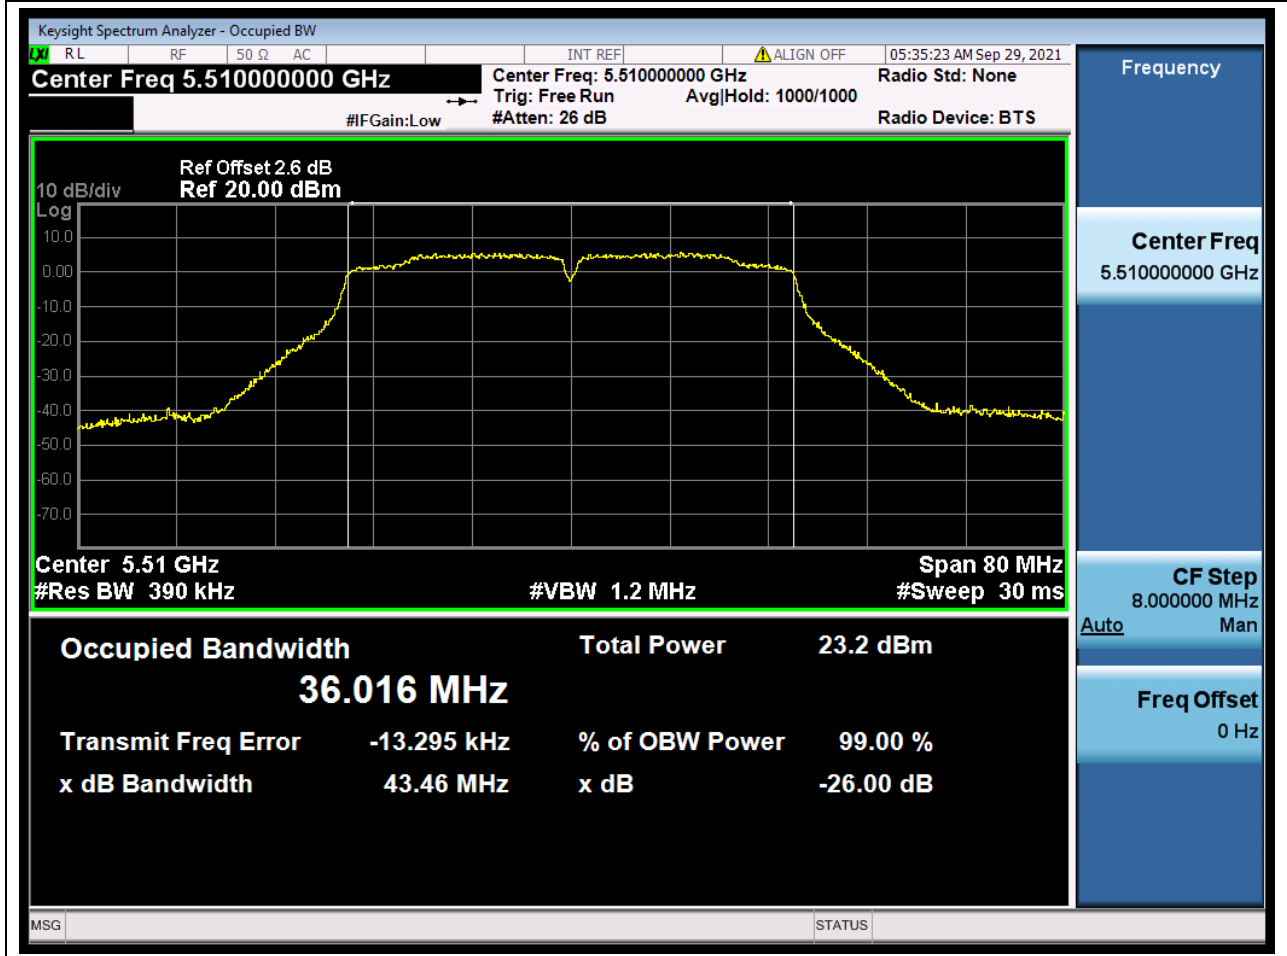 Keysight Spectrum Analyzer - Occupied BW
LXI RL RF 50 Ω AC INT REF ALIGN OFF 05:35:23 AM Sep 29, 2021
Center Freq 5.510000000 GHz
Center Freq: 5.510000000 GHz
Radio Std: None
Trig: Free Run Avg|Hold: 1000/1000
#IFGain:Low
#Atten: 26 dB
Radio Device: BTS
Ref Offset 2.6 dB
10 dB/div Ref 20.00 dBm
Log
10.0
0.00
-10.0
-20.0
-30.0
-40.0
-50.0
-60.0
-70.0
Center 5.51 GHz Span 80 MHz
#Res BW 390 kHz #VBW 1.2 MHz #Sweep 30 ms
Occupied Bandwidth Total Power 23.2 dBm
36.016 MHz
Transmit Freq Error -13.295 kHz % of OBW Power 99.00 %
x dB Bandwidth 43.46 MHz x dB -26.00 dB
MSG STATUS
Frequency
Center Freq
5.510000000 GHz
CF Step
8.000000 MHz
Auto Man
Freq Offset
0 Hz